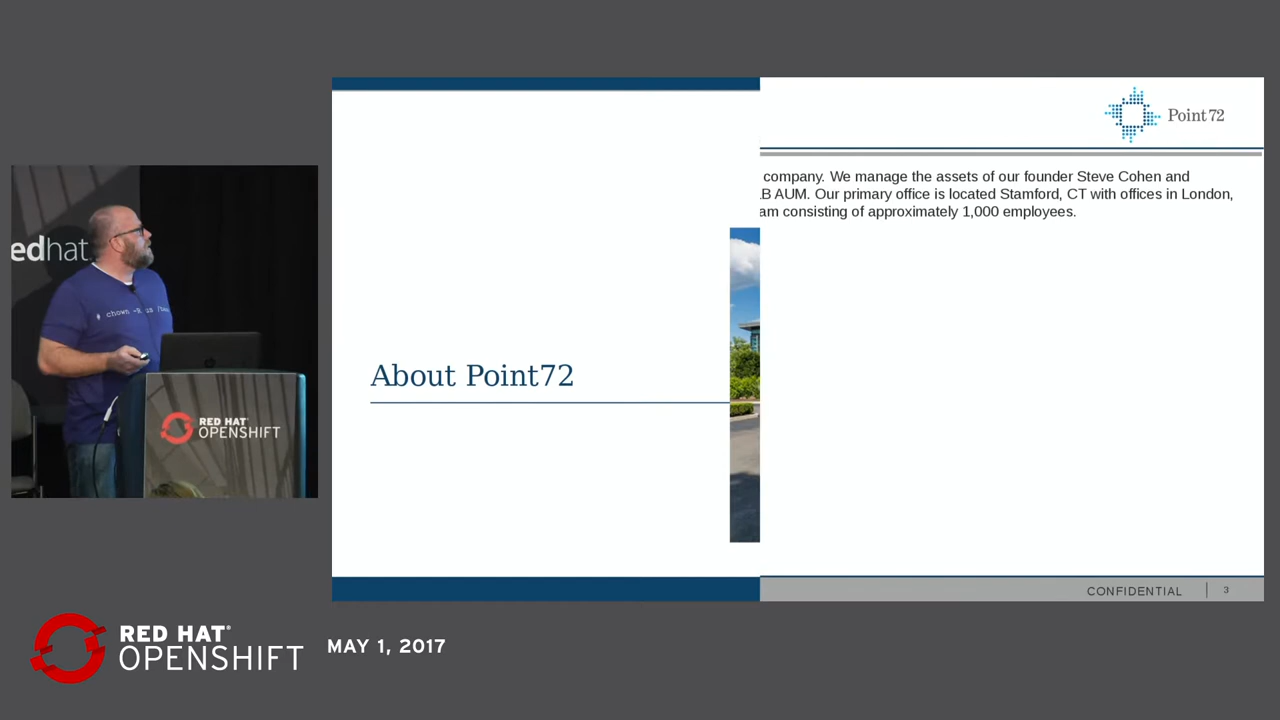 edhat
chown -R us
RED HAT
OPENSHIFT
About Point72
Point72
company. We manage the assets of our founder Steve Cohen and
B AUM. Our primary office is located Stamford, CT with offices in London,
am consisting of approximately 1,000 employees.
CONFIDENTIAL
3
RED HAT®
OPENSHIFT
MAY 1, 2017